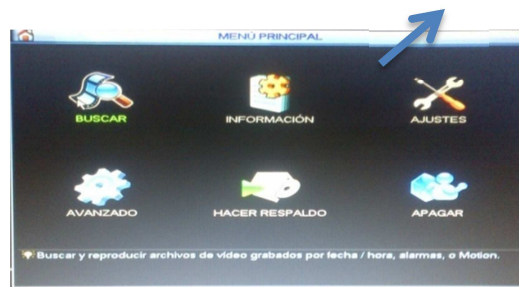 MENÚ PRINCIPAL
BUSCAR
INFORMACIÓN
AJUSTES
AVANZADO
HACER RESPALDO
APAGAR
Buscar y reproducir archivos de vídeo grabados por fecha / hora, alarmas, o Motion.